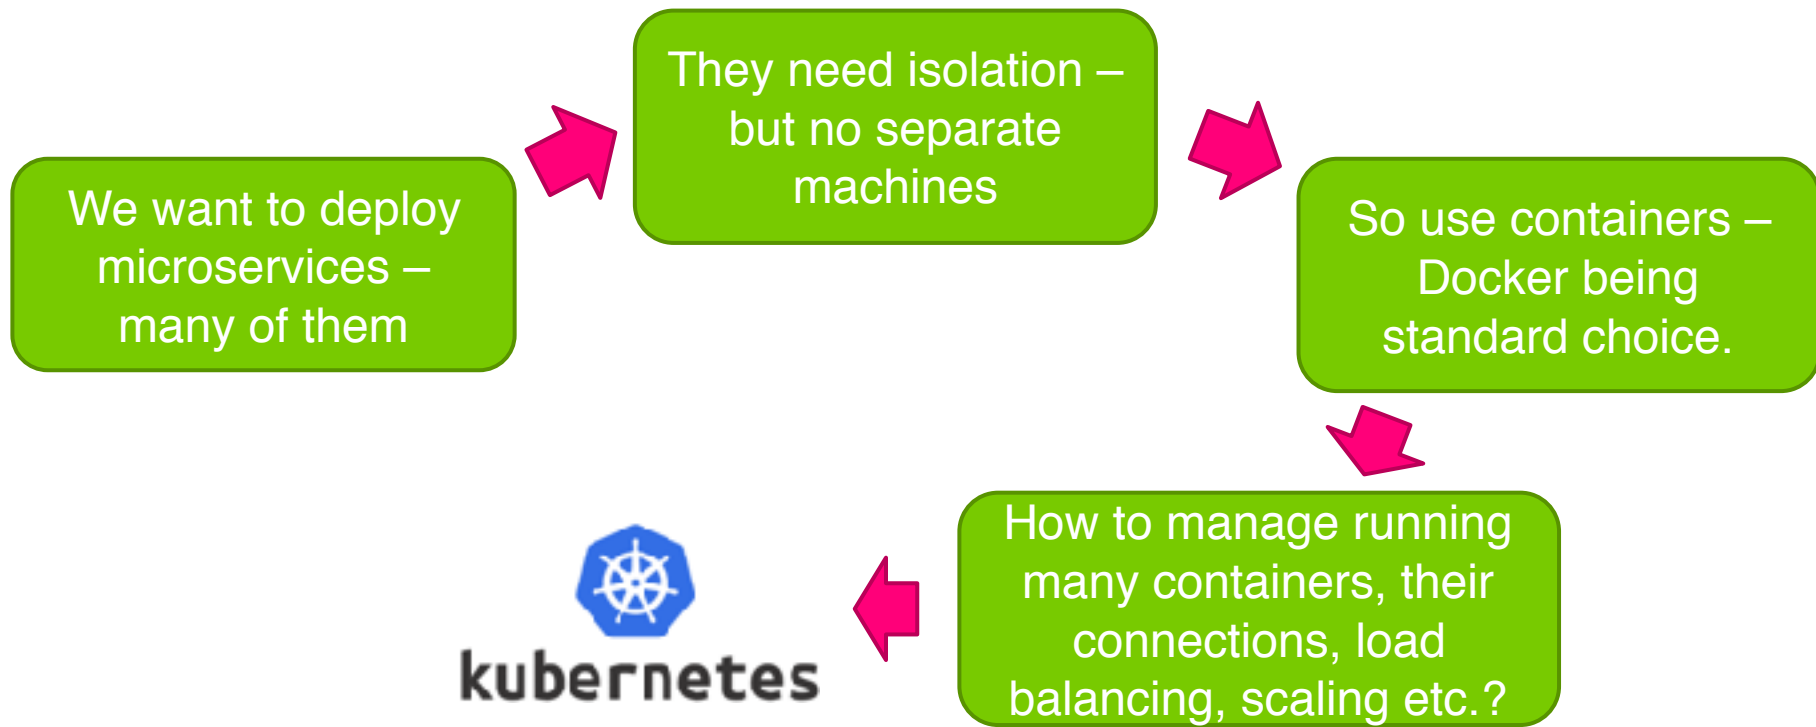 We want to deploy
microservices –
many of them
They need isolation –
but no separate
machines
So use containers –
Docker being
standard choice.
How to manage running
many containers, their
connections, load
balancing, scaling etc.?
kubernetes